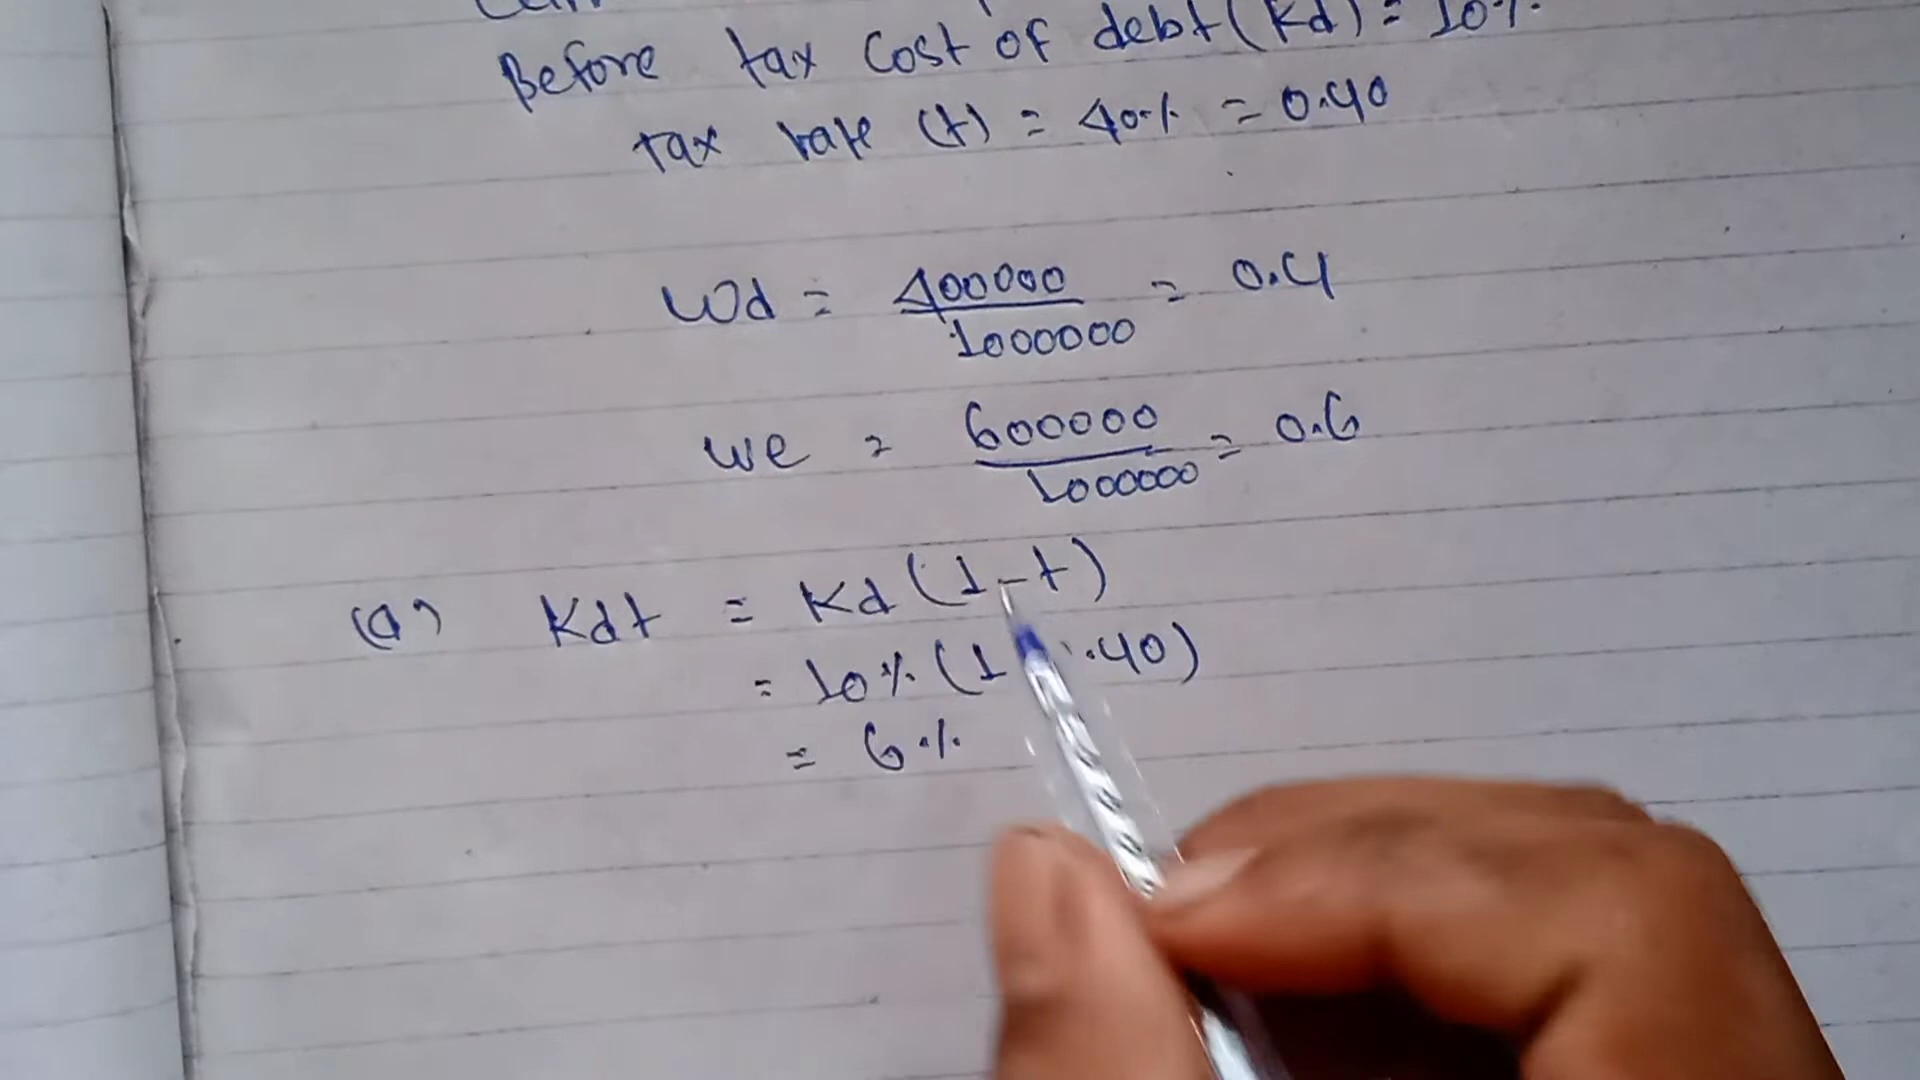 Before tax cost of debt (Kd) = 10%
tax rate (t) = 40% = 0.40
Wd = 400000 / 1000000 = 0.4
we = 600000 / 1000000 = 0.6
(a) Kdt = Kd (1-t)
= 10% (1 .40)
= 6%